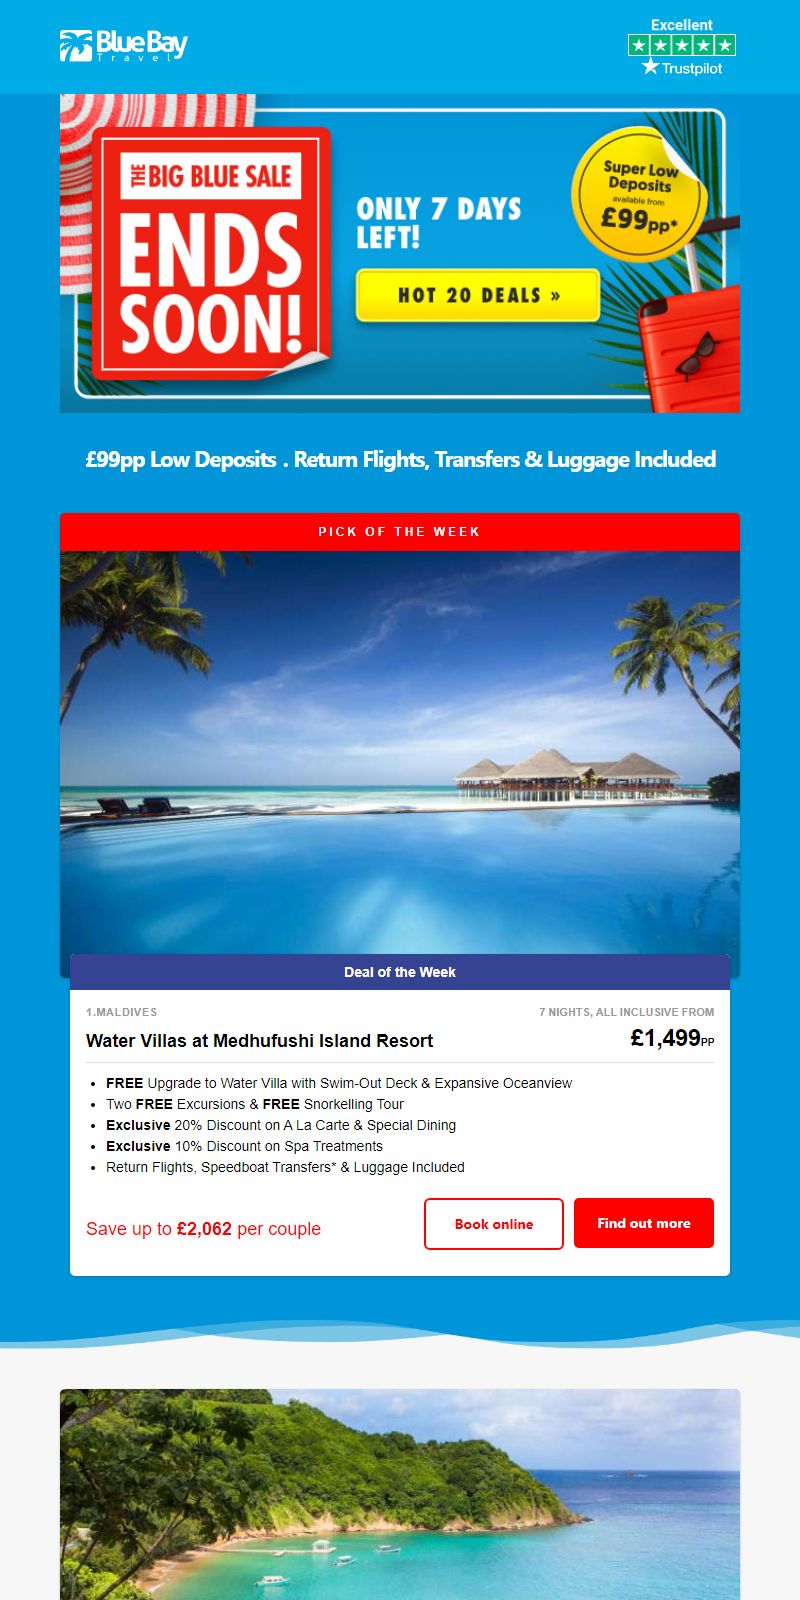 Blue Bay
Travel
Excellent
Trustpilot
THE BIG BLUE SALE
ENDS
SOON!
ONLY 7 DAYS
LEFT!
HOT 20 DEALS »
Super Low
Deposits
available from
£99pp*
£99pp Low Deposits . Return Flights, Transfers & Luggage Included
PICK OF THE WEEK
Deal of the Week
1.MALDIVES
7 NIGHTS, ALL INCLUSIVE FROM
Water Villas at Medhufushi Island Resort
£1,499PP
• FREE Upgrade to Water Villa with Swim-Out Deck & Expansive Oceanview
• Two FREE Excursions & FREE Snorkelling Tour
• Exclusive 20% Discount on A La Carte & Special Dining
• Exclusive 10% Discount on Spa Treatments
• Return Flights, Speedboat Transfers* & Luggage Included
Save up to £2,062 per couple
Book online
Find out more